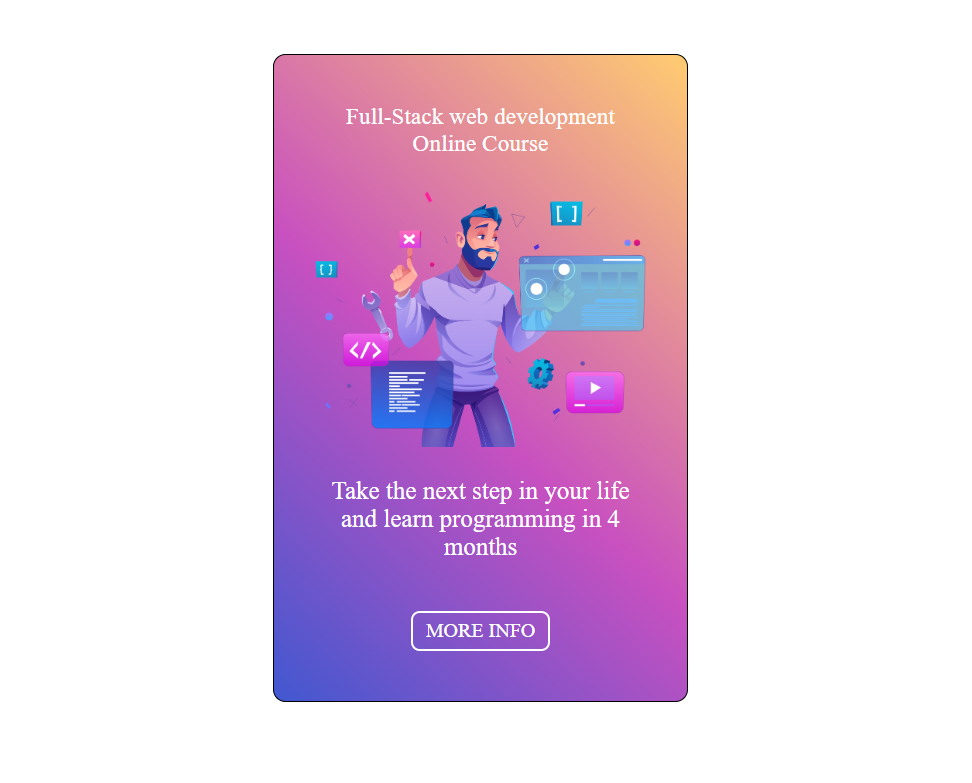 Full-Stack web development
Online Course
[ ]
[ ]
</>
Take the next step in your life
and learn programming in 4
months
MORE INFO